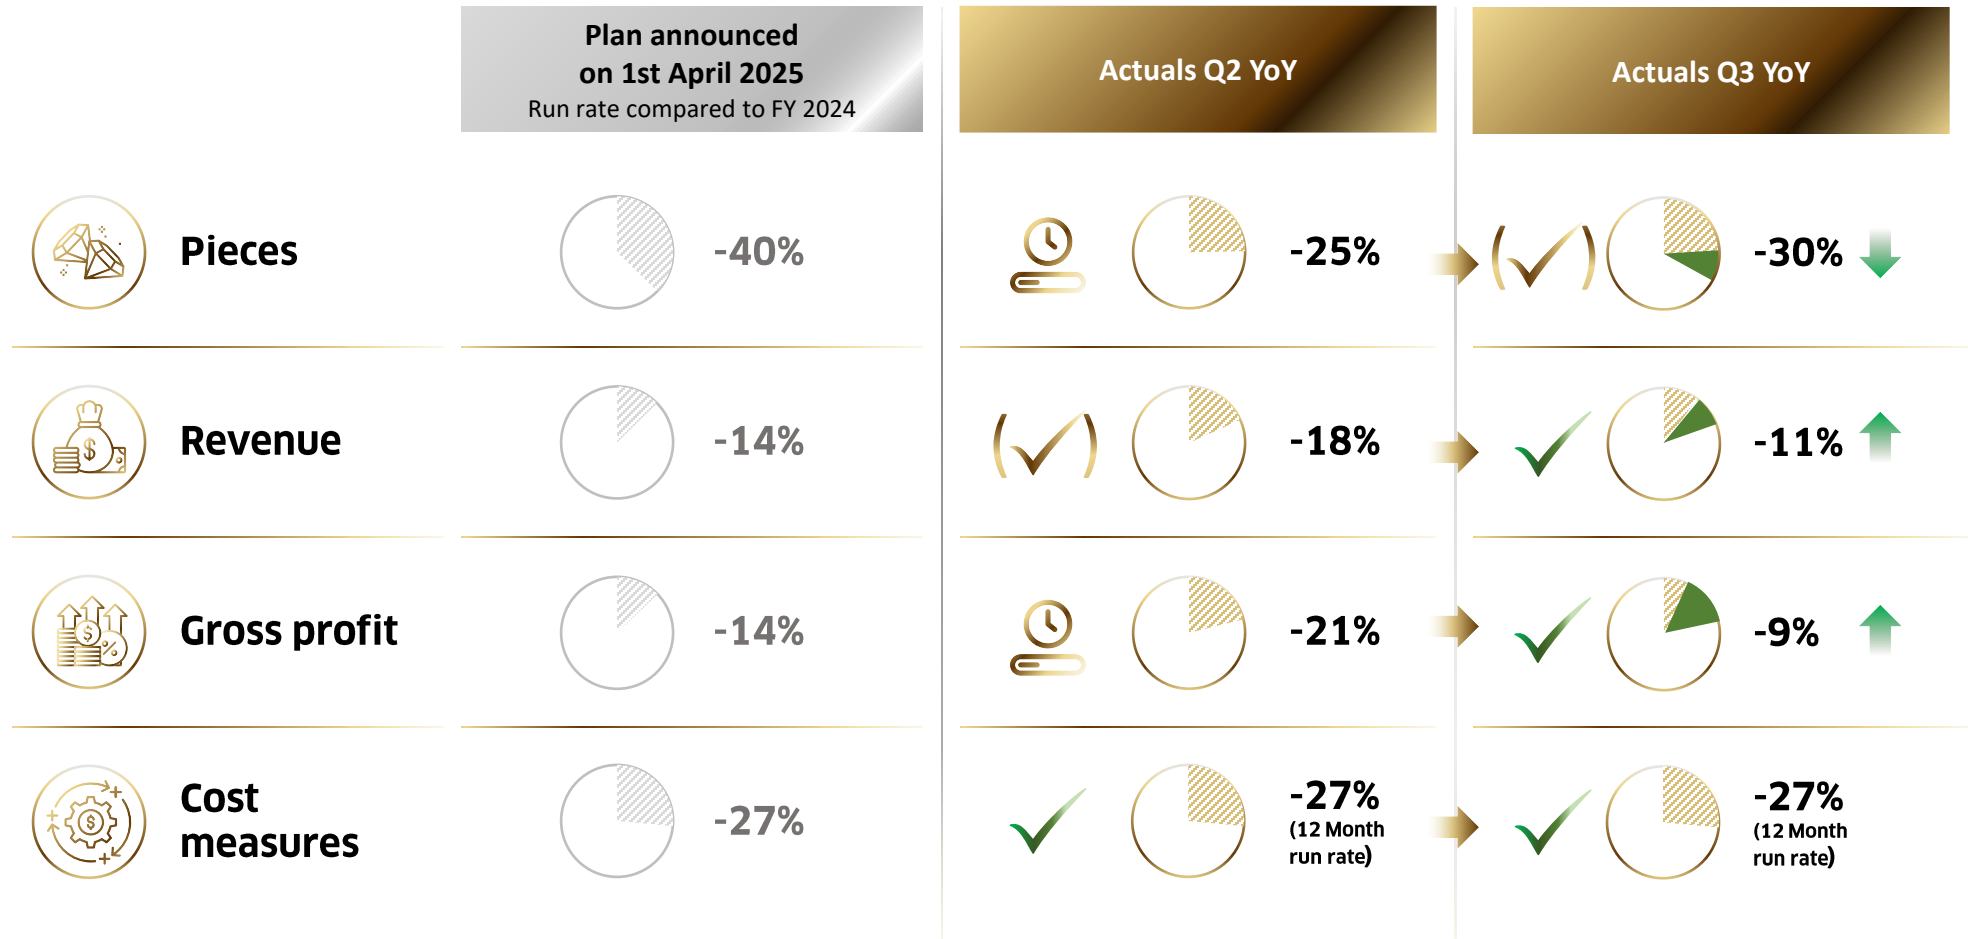 Plan announced
on 1st April 2025
Run rate compared to FY 2024
Actuals Q2 YoY
Actuals Q3 YoY
Pieces
-40%
-25%
-30%
Revenue
-14%
-18%
-11%
Gross profit
-14%
-21%
-9%
Cost
measures
-27%
-27%
(12 Month
run rate)
-27%
(12 Month
run rate)